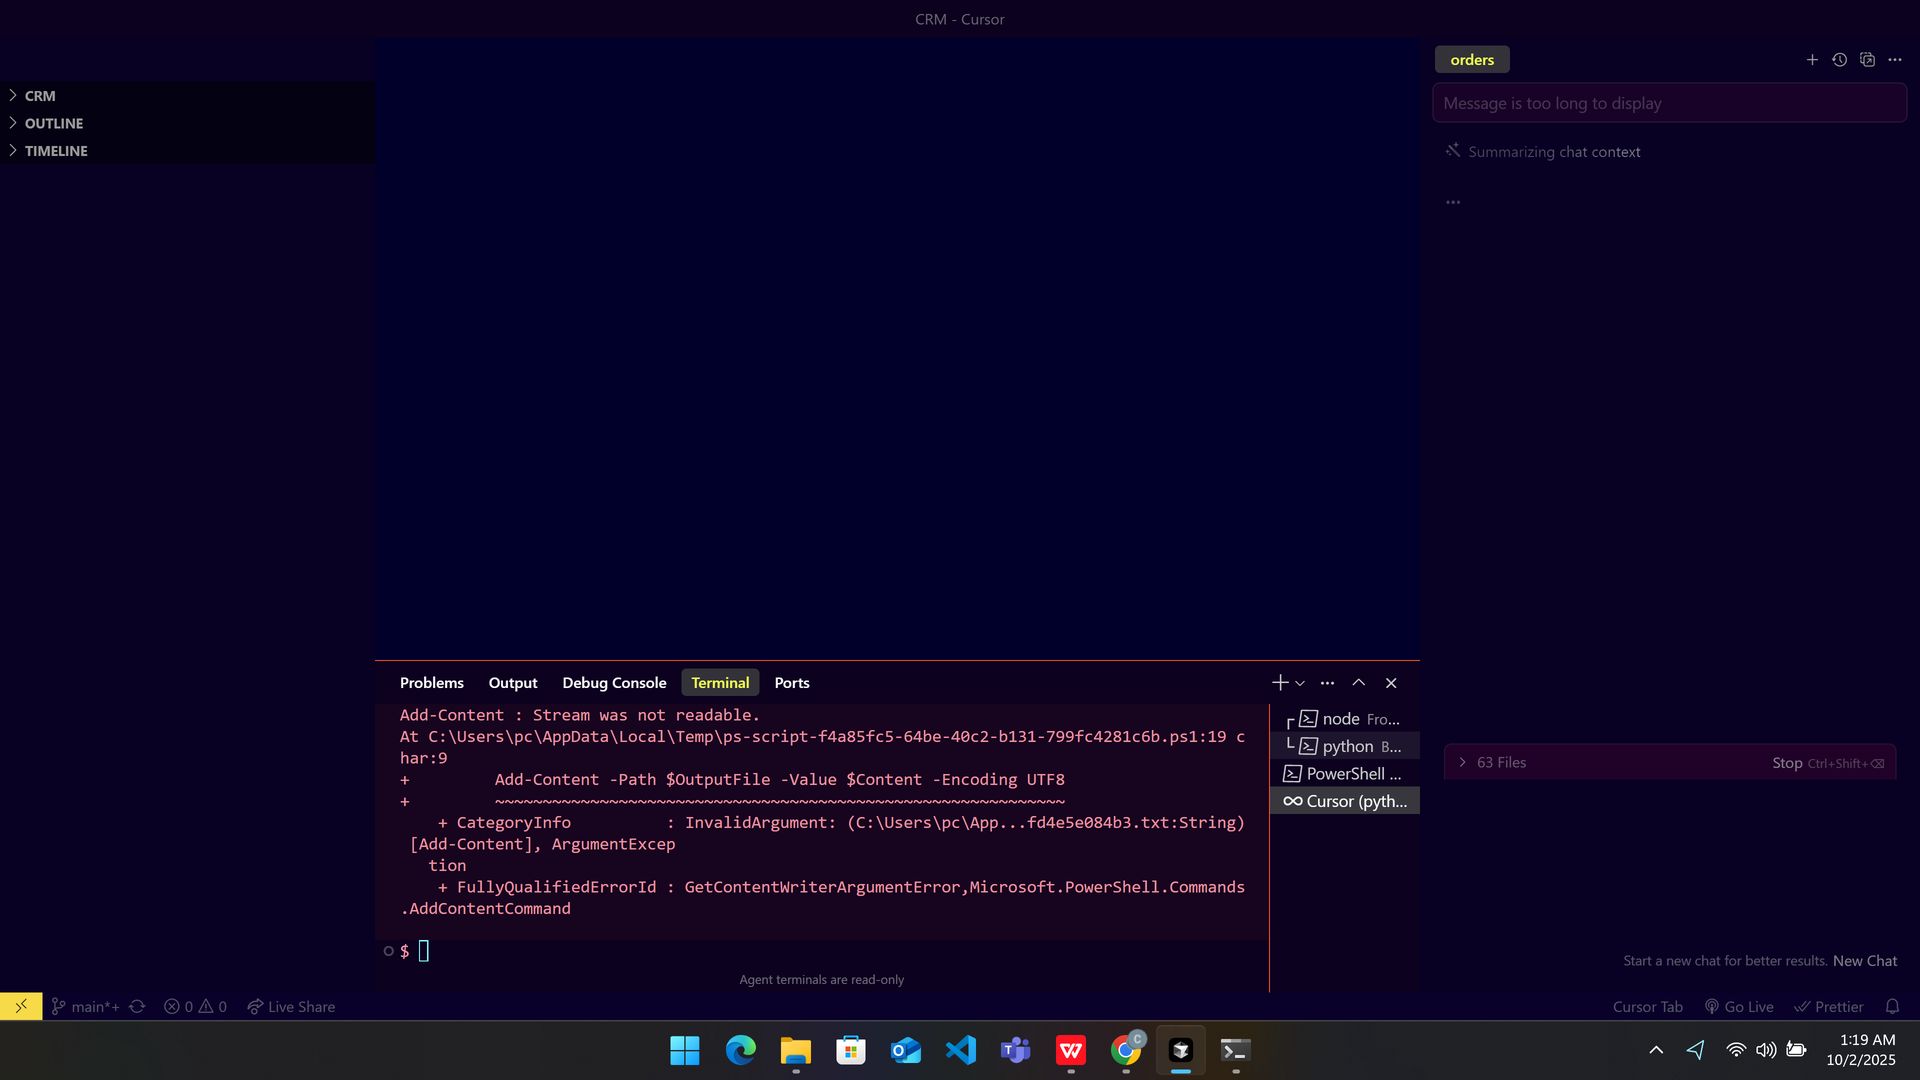 CRM - Cursor
CRM
OUTLINE
TIMELINE
orders
Message is too long to display
Summarizing chat context
...
Problems Output Debug Console Terminal Ports
Add-Content : Stream was not readable.
At C:\Users\pc\AppData\Local\Temp\ps-script-f4a85fc5-64be-40c2-b131-799fc4281c6b.ps1:19 c
har:9
+         Add-Content -Path $OutputFile -Value $Content -Encoding UTF8
+         ~~~~~~~~~~~~~~~~~~~~~~~~~~~~~~~~~~~~~~~~~~~~~~~~~~~~~~~~~~~~
    + CategoryInfo          : InvalidArgument: (C:\Users\pc\App...fd4e5e084b3.txt:String)
 [Add-Content], ArgumentExcep
   tion
    + FullyQualifiedErrorId : GetContentWriterArgumentError,Microsoft.PowerShell.Commands
.AddContentCommand
$
Agent terminals are read-only
node Fro...
python B...
PowerShell ...
Cursor (pyth...
63 Files Stop Ctrl+Shift+⌫
Start a new chat for better results. New Chat
main*+ 0 0 Live Share
Cursor Tab Go Live Prettier
1:19 AM
10/2/2025